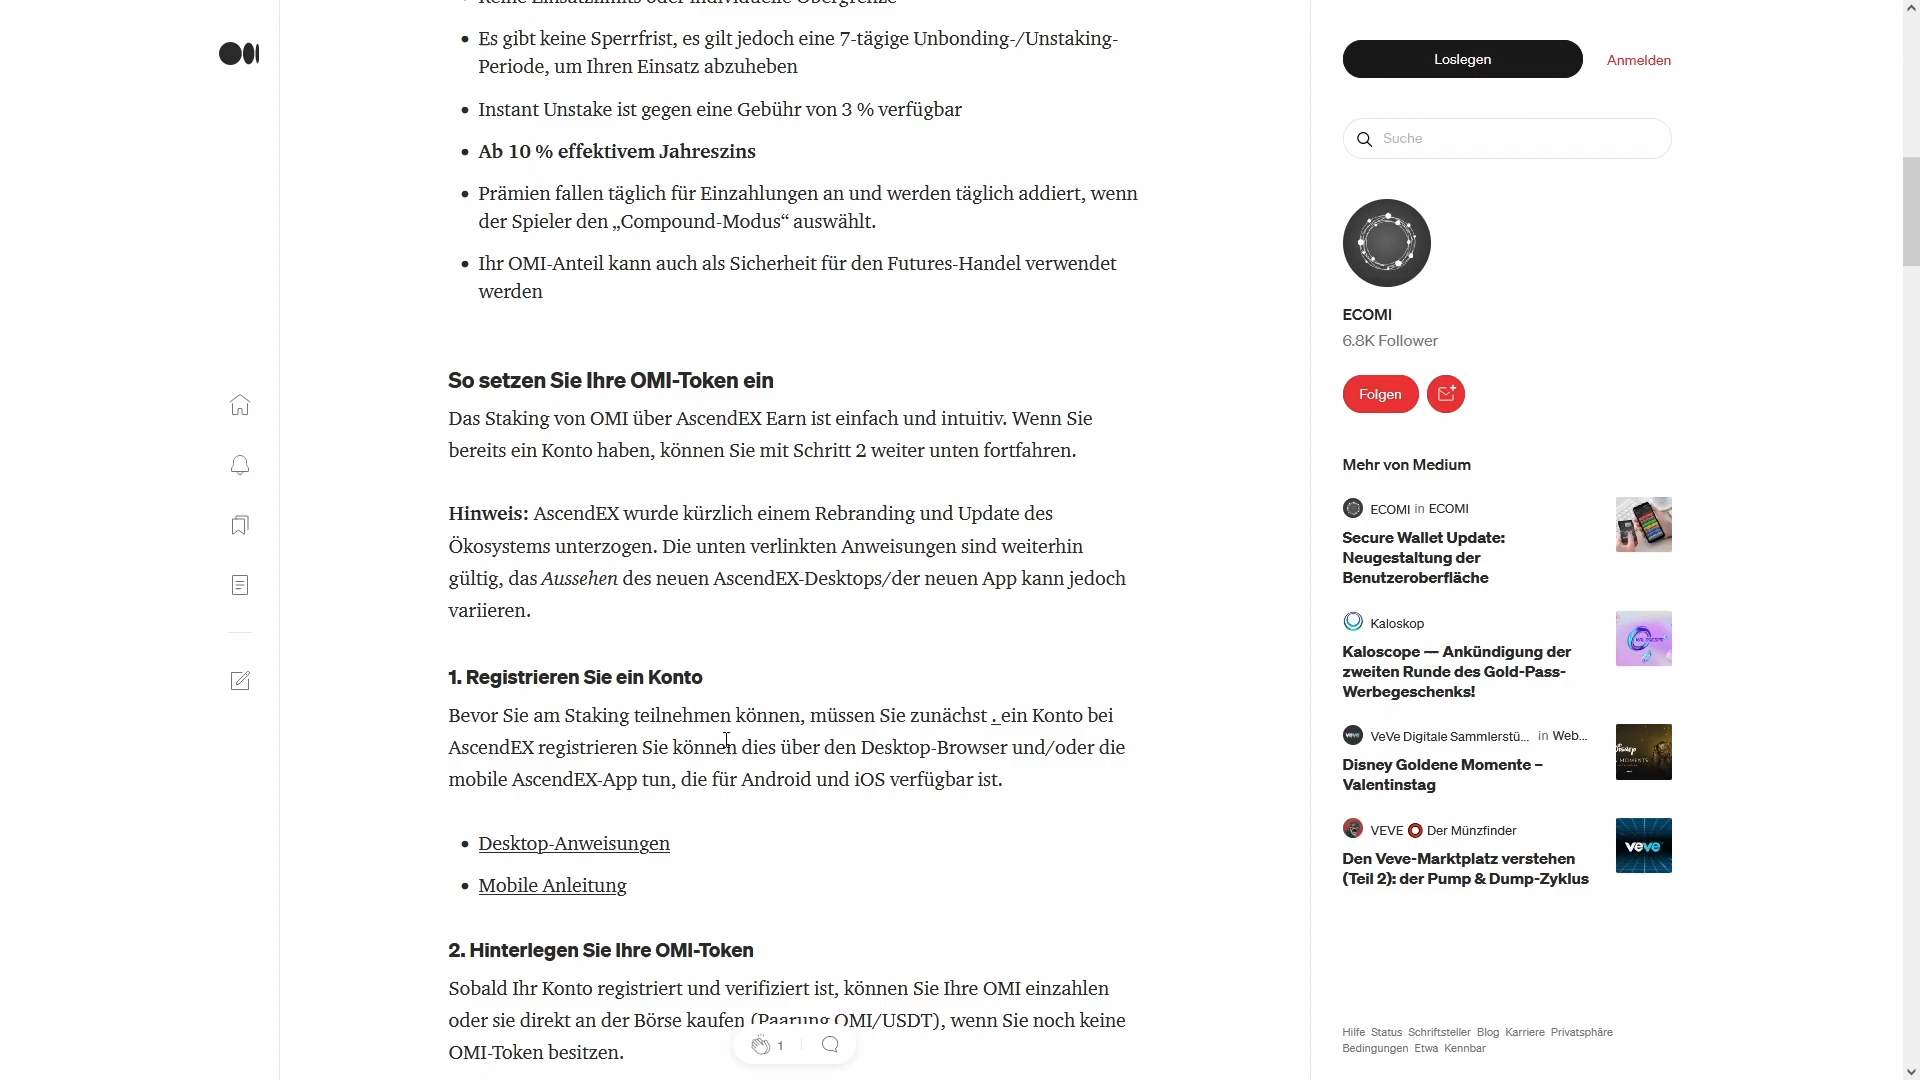 Keine Einsatzlimits oder individuelle Obergrenze
Es gibt keine Sperrfrist, es gilt jedoch eine 7-tägige Unbonding-/Unstaking-
Periode, um Ihren Einsatz abzuheben
Instant Unstake ist gegen eine Gebühr von 3 % verfügbar
Ab 10 % effektivem Jahreszins
Prämien fallen täglich für Einzahlungen an und werden täglich addiert, wenn
der Spieler den „Compound-Modus“ auswählt.
Ihr OMI-Anteil kann auch als Sicherheit für den Futures-Handel verwendet
werden
So setzen Sie Ihre OMI-Token ein
Das Staking von OMI über AscendEX Earn ist einfach und intuitiv. Wenn Sie
bereits ein Konto haben, können Sie mit Schritt 2 weiter unten fortfahren.
Hinweis: AscendEX wurde kürzlich einem Rebranding und Update des
Ökosystems unterzogen. Die unten verlinkten Anweisungen sind weiterhin
gültig, das Aussehen des neuen AscendEX-Desktops/der neuen App kann jedoch
variieren.
1. Registrieren Sie ein Konto
Bevor Sie am Staking teilnehmen können, müssen Sie zunächst . ein Konto bei
AscendEX registrieren Sie können dies über den Desktop-Browser und/oder die
mobile AscendEX-App tun, die für Android und iOS verfügbar ist.
Desktop-Anweisungen
Mobile Anleitung
2. Hinterlegen Sie Ihre OMI-Token
Sobald Ihr Konto registriert und verifiziert ist, können Sie Ihre OMI einzahlen
oder sie direkt an der Börse kaufen (Paarung OMI/USDT), wenn Sie noch keine
OMI-Token besitzen.
1
Loslegen
Anmelden
Suche
ECOMI
6.8K Follower
Folgen
Mehr von Medium
ECOMI in ECOMI
Secure Wallet Update:
Neugestaltung der
Benutzeroberfläche
Kaloskop
Kaloscope — Ankündigung der
zweiten Runde des Gold-Pass-
Werbegeschenks!
VeVe Digitale Sammlerstü... in Web...
Disney Goldene Momente –
Valentinstag
VEVE Der Münzfinder
Den Veve-Marktplatz verstehen
(Teil 2): der Pump & Dump-Zyklus
veve
Hilfe Status Schriftsteller Blog Karriere Privatsphäre
Bedingungen Etwa Kennbar